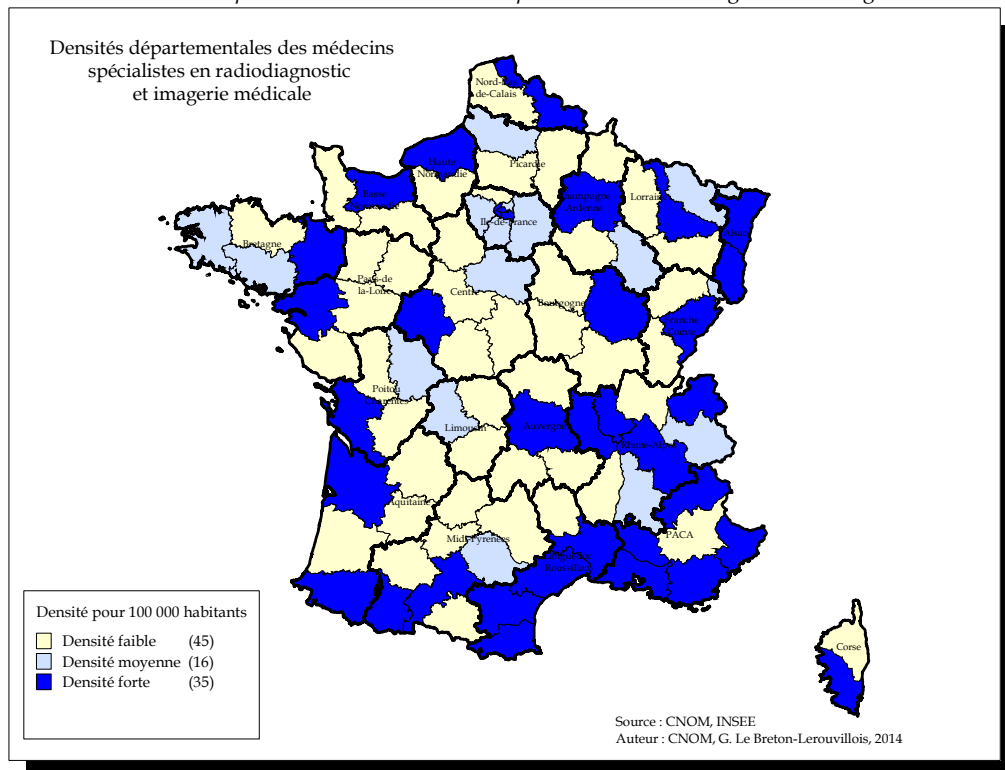 Densités départementales des médecins
spécialistes en radiodiagnostic
et imagerie médicale
Nord-Pas
de-Calais
Picardie
Haute
Normandie
Basse
Normandie
Champagne
Ardenne
Lorraine
Alsace
Ile-de-France
Bretagne
Pays-de
la-Loire
Centre
Bourgogne
Franche
Comté
Poitou
Charentes
Limousin
Auvergne
Rhône-Alpes
Aquitaine
Midi-Pyrénées
Languedoc
Roussillon
PACA
Corse
Densité pour 100 000 habitants
Densité faible (45)
Densité moyenne (16)
Densité forte (35)
Source : CNOM, INSEE
Auteur : CNOM, G. Le Breton-Lerouvillois, 2014